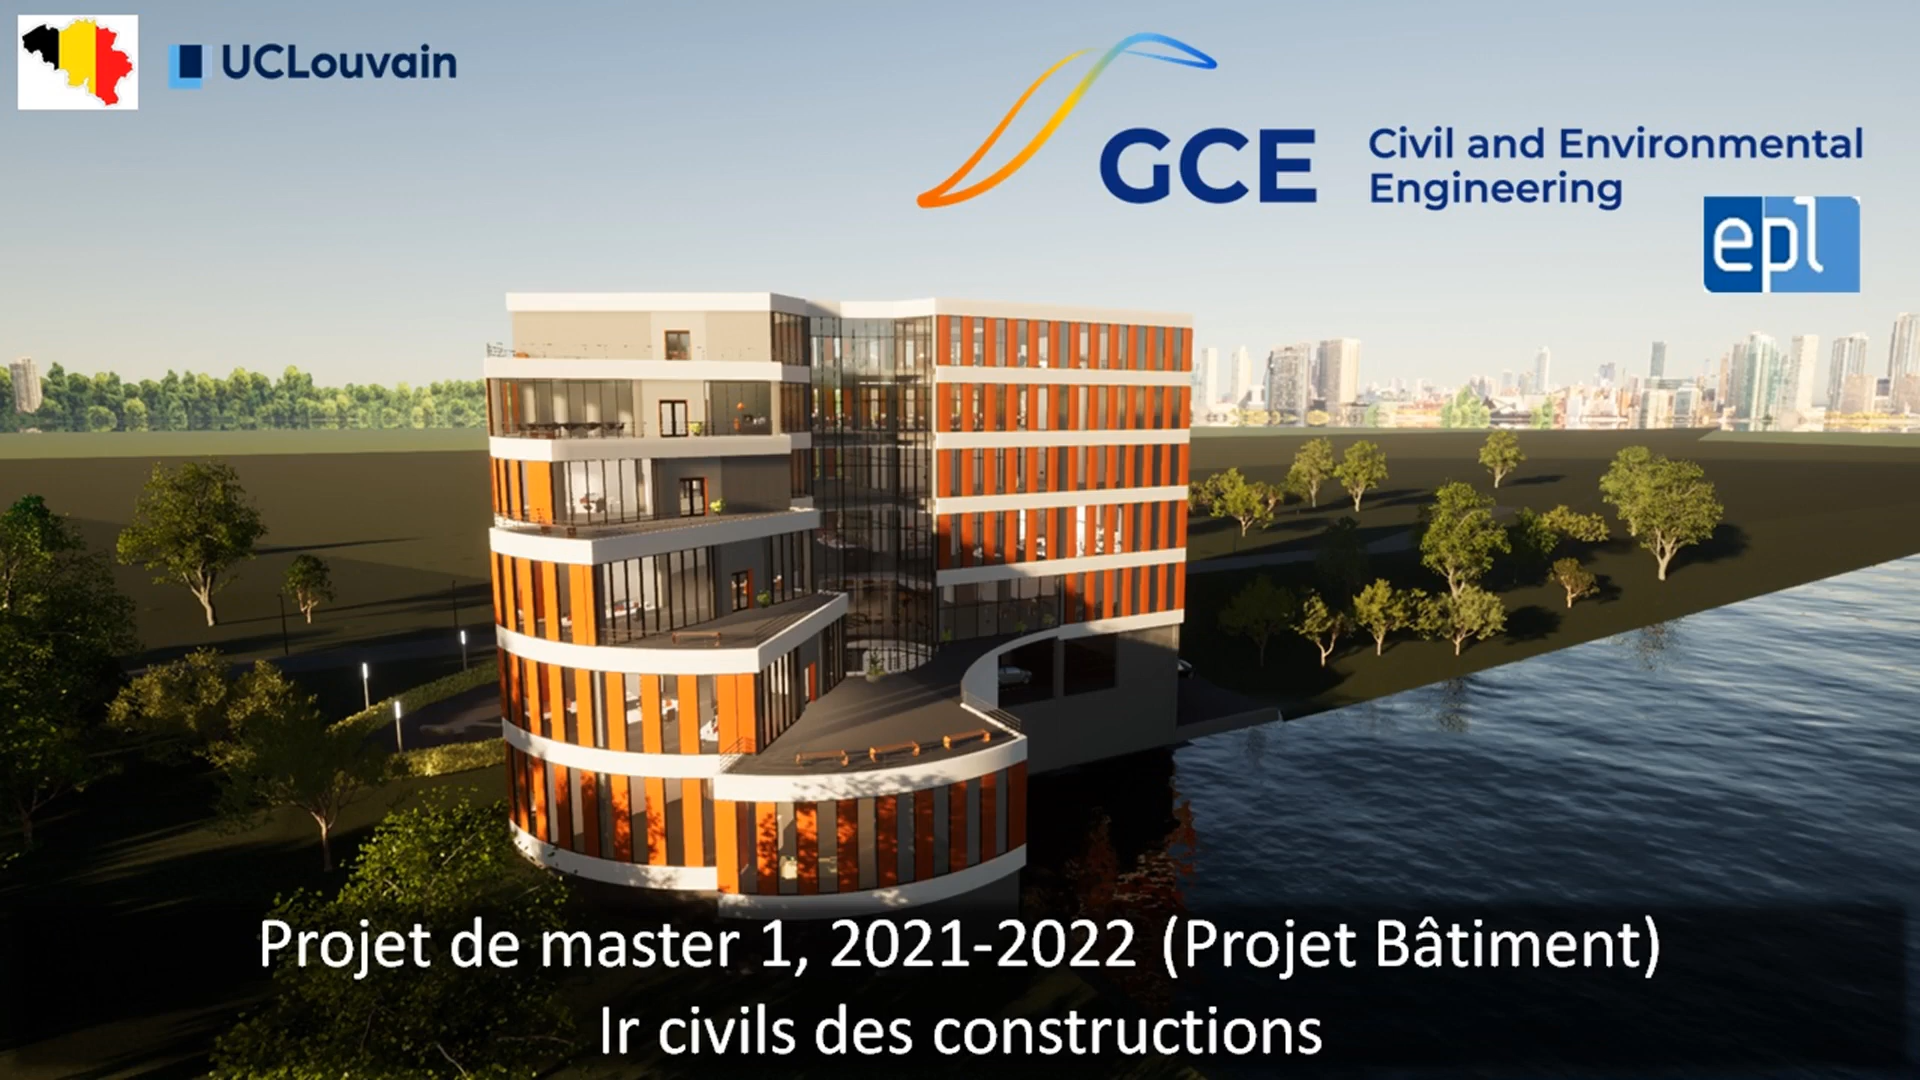 UCLouvain
GCE
Civil and Environmental
Engineering
epl
Projet de master 1, 2021-2022 (Projet Bâtiment)
Ir civils des constructions